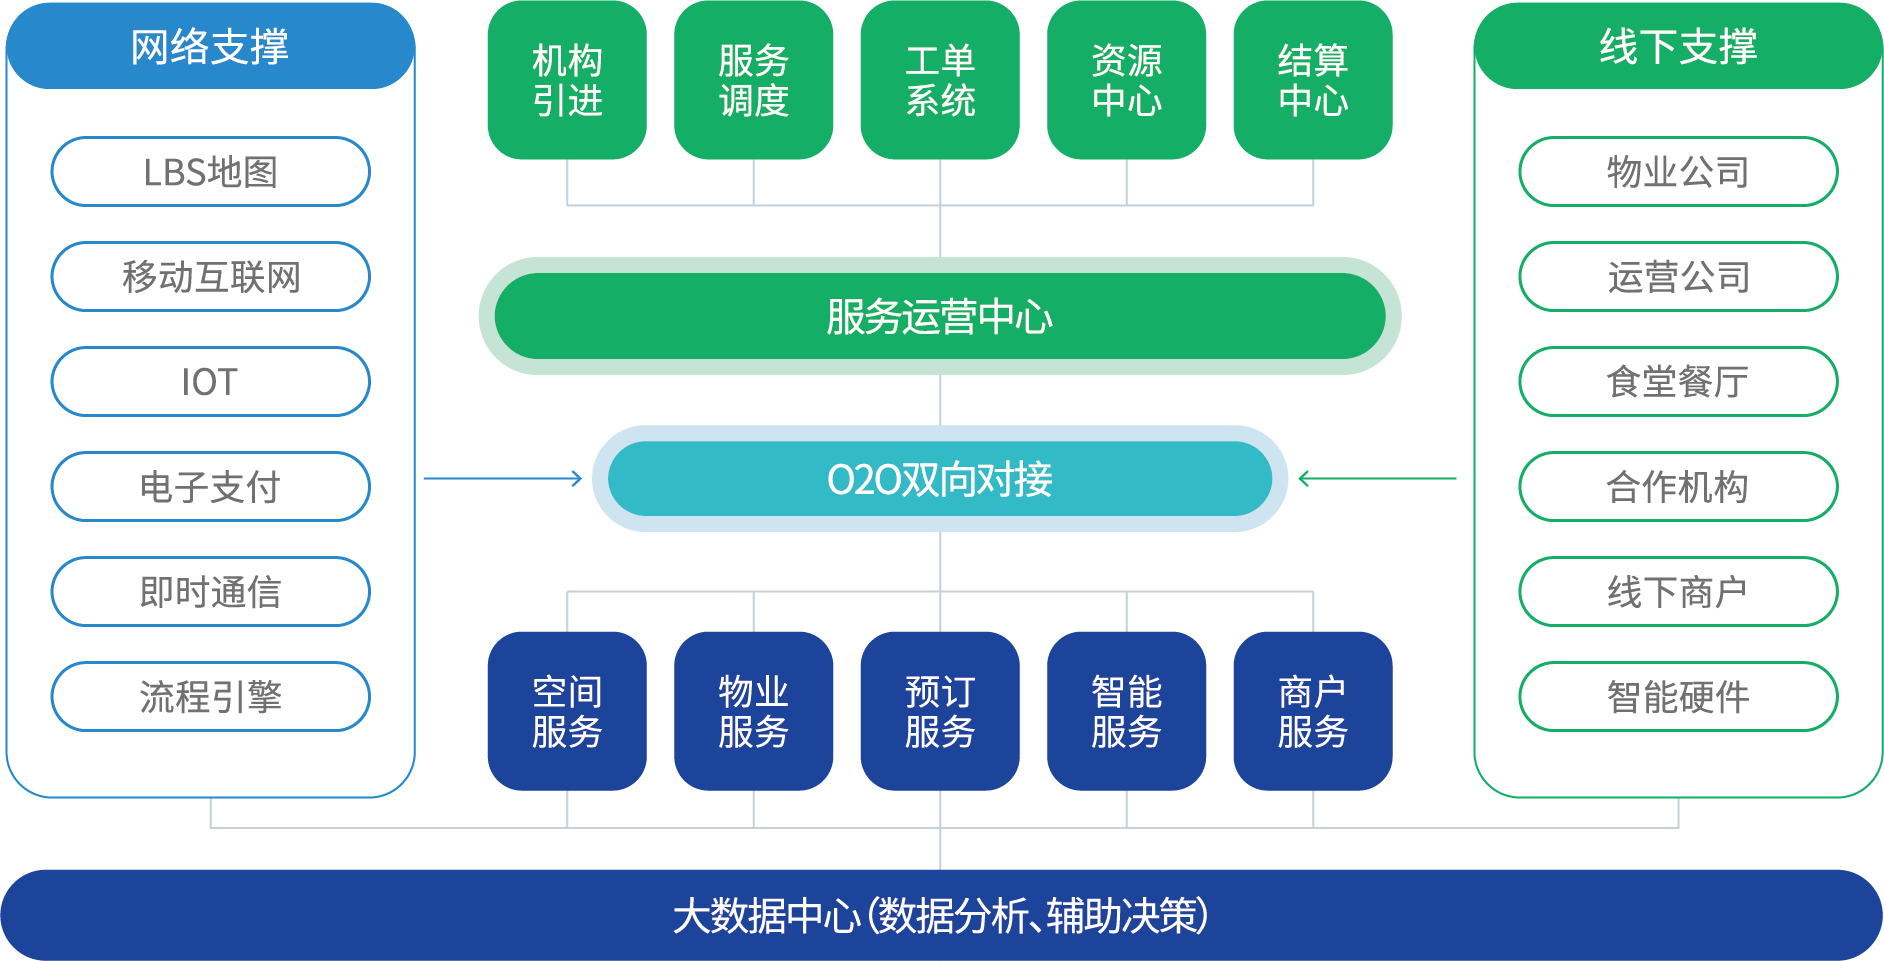 网络支撑
LBS地图
移动互联网
IOT
电子支付
即时通信
流程引擎
机构
引进
服务
调度
工单
系统
资源
中心
结算
中心
服务运营中心
O2O双向对接
空间
服务
物业
服务
预订
服务
智能
服务
商户
服务
线下支撑
物业公司
运营公司
食堂餐厅
合作机构
线下商户
智能硬件
大数据中心（数据分析、辅助决策）